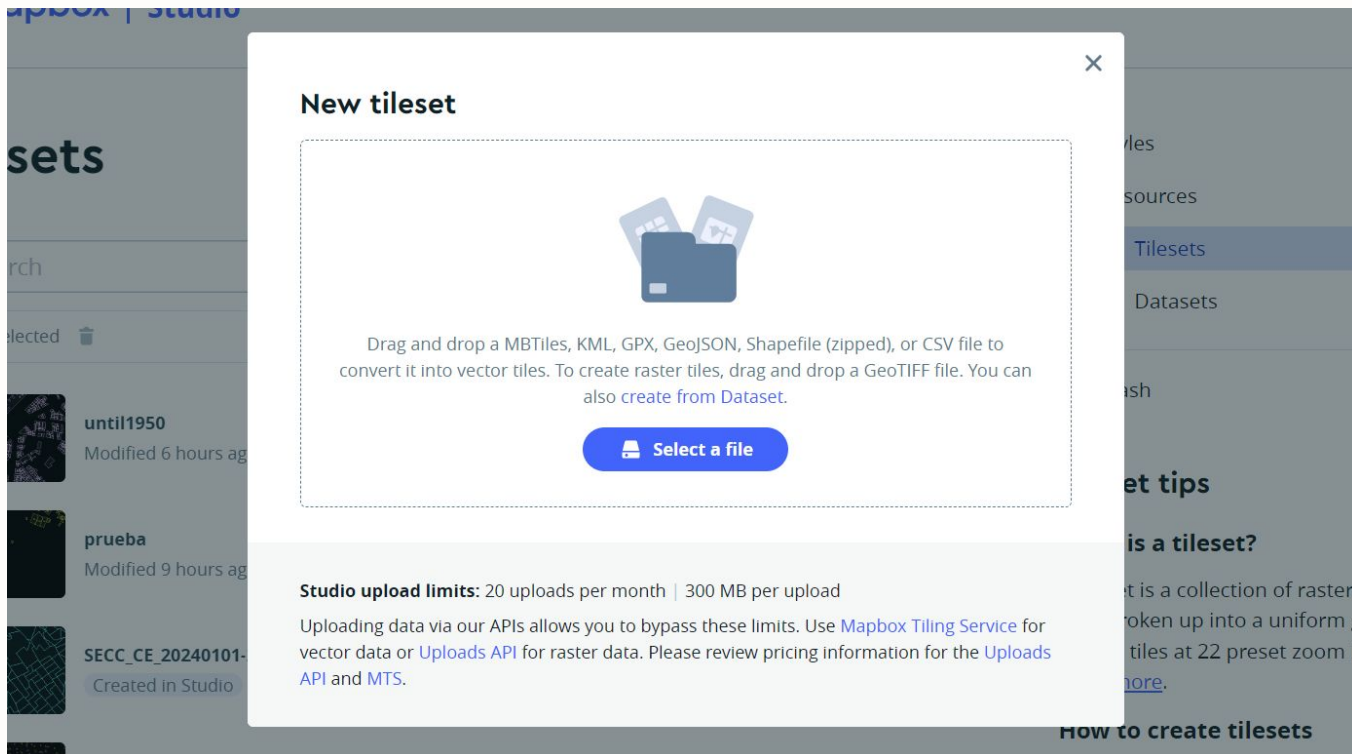 apbox | Studio
New tileset
sets
yles
sources
rch
Tilesets
Datasets
elected
Drag and drop a MBTiles, KML, GPX, GeoJSON, Shapefile (zipped), or CSV file to
convert it into vector tiles. To create raster tiles, drag and drop a GeoTIFF file. You can
also create from Dataset.
ash
until1950
Modified 6 hours ag
Select a file
et tips
prueba
Modified 9 hours ag
is a tileset?
Studio upload limits: 20 uploads per month | 300 MB per upload
Uploading data via our APIs allows you to bypass these limits. Use Mapbox Tiling Service for
vector data or Uploads API for raster data. Please review pricing information for the Uploads
API and MTS.
et is a collection of raster
roken up into a uniform
tiles at 22 preset zoom
more.
SECC_CE_20240101-
Created in Studio
How to create tilesets